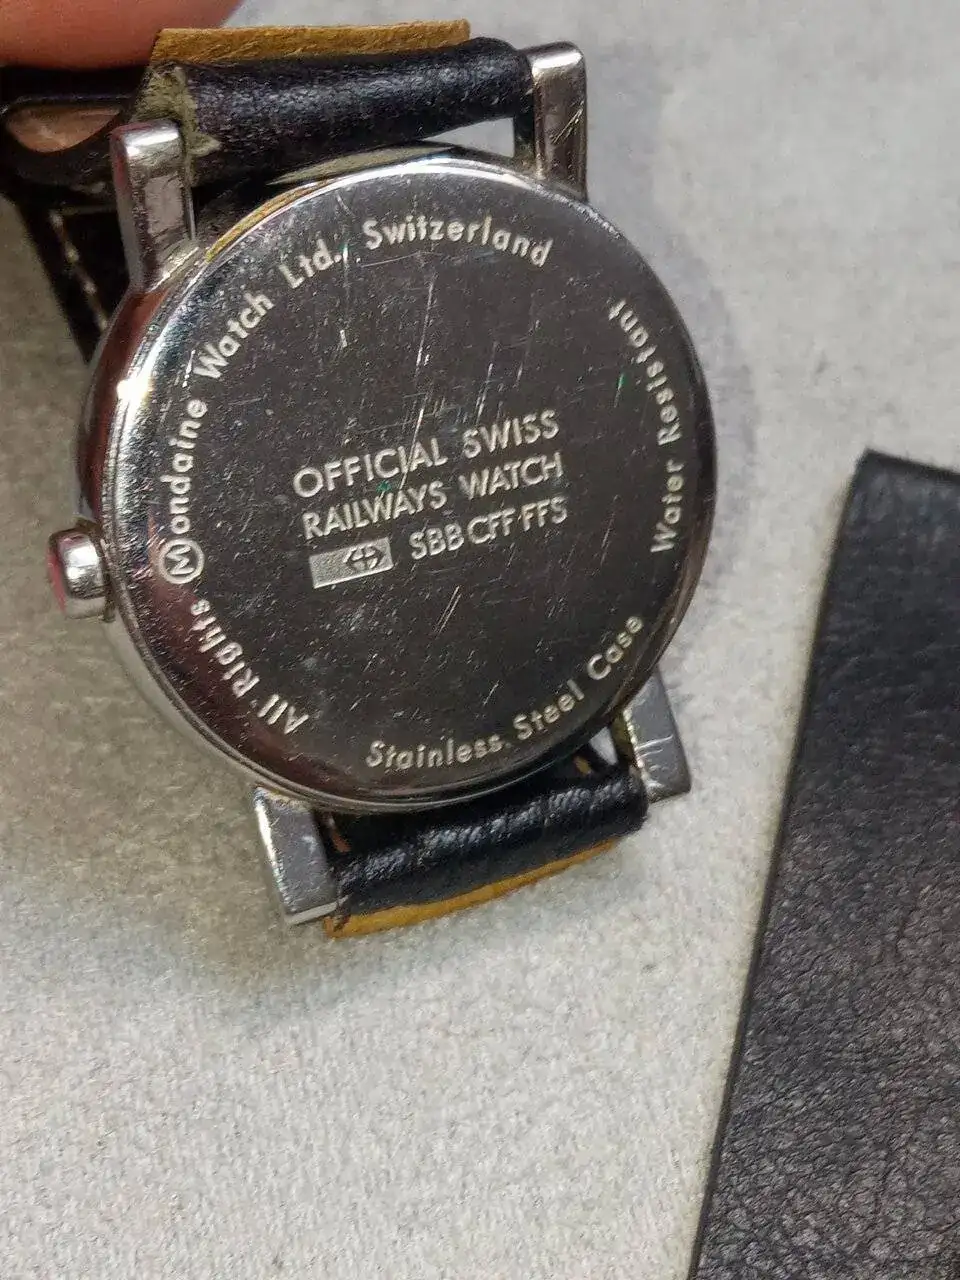 All Rights Mondaine Watch Ltd. Switzerland
Water Resistant
OFFICIAL SWISS
RAILWAYS WATCH
SBB CFF FFS
Stainless Steel Case